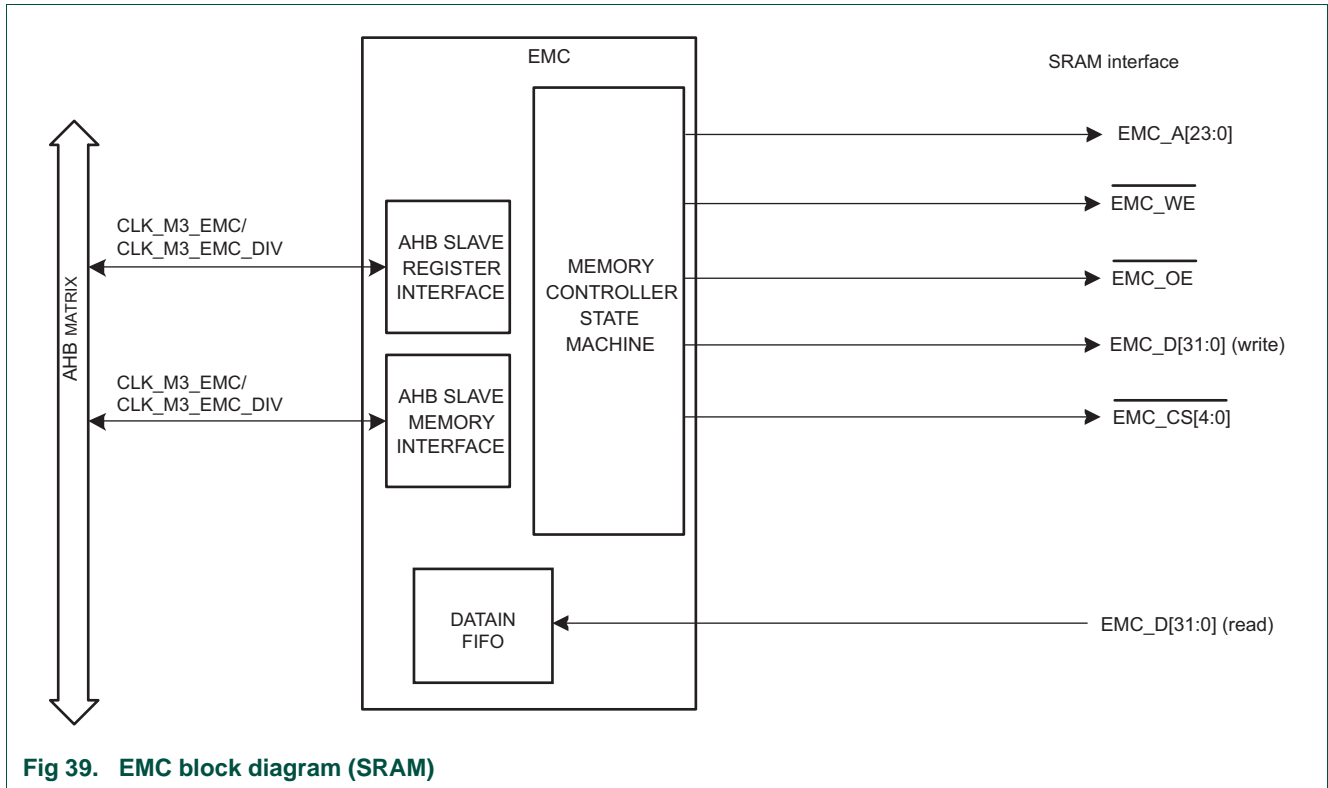 EMC
SRAM interface
AHB MATRIX
CLK_M3_EMC/
CLK_M3_EMC_DIV
AHB SLAVE
REGISTER
INTERFACE
CLK_M3_EMC/
CLK_M3_EMC_DIV
AHB SLAVE
MEMORY
INTERFACE
MEMORY
CONTROLLER
STATE
MACHINE
EMC_A[23:0]
EMC_WE
EMC_OE
EMC_D[31:0] (write)
EMC_CS[4:0]
DATAIN
FIFO
EMC_D[31:0] (read)
Fig 39. EMC block diagram (SRAM)